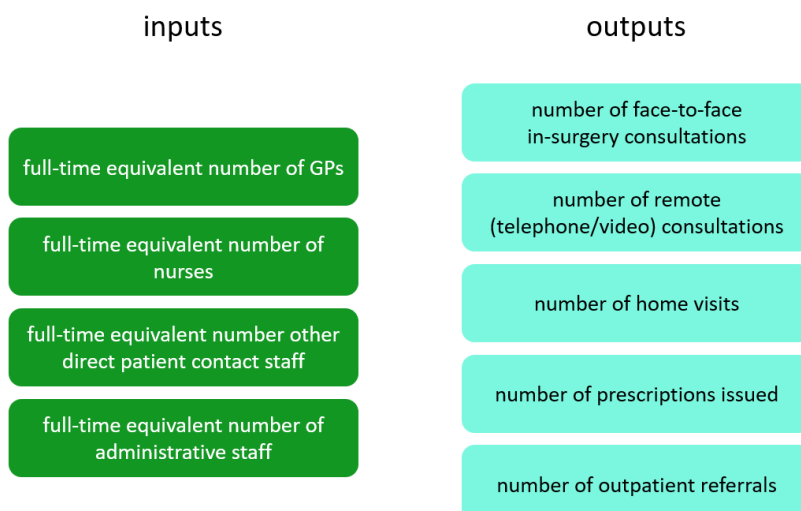 inputs
outputs
full-time equivalent number of GPs
full-time equivalent number of
nurses
full-time equivalent number other
direct patient contact staff
full-time equivalent number of
administrative staff
number of face-to-face
in-surgery consultations
number of remote
(telephone/video) consultations
number of home visits
number of prescriptions issued
number of outpatient referrals